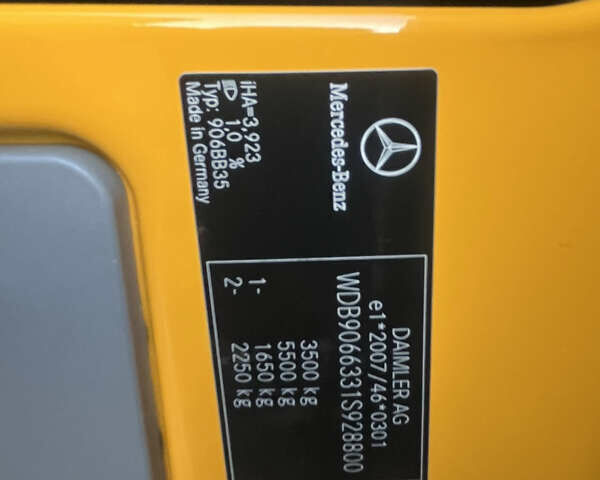 Mercedes-Benz
iHA=3,923
1,0 %
Typ: 906BB35
Made in Germany
DAIMLER AG
e1*2007/46*0301
WDB9066331S928800
3500 kg
5500 kg
1- 1650 kg
2- 2250 kg